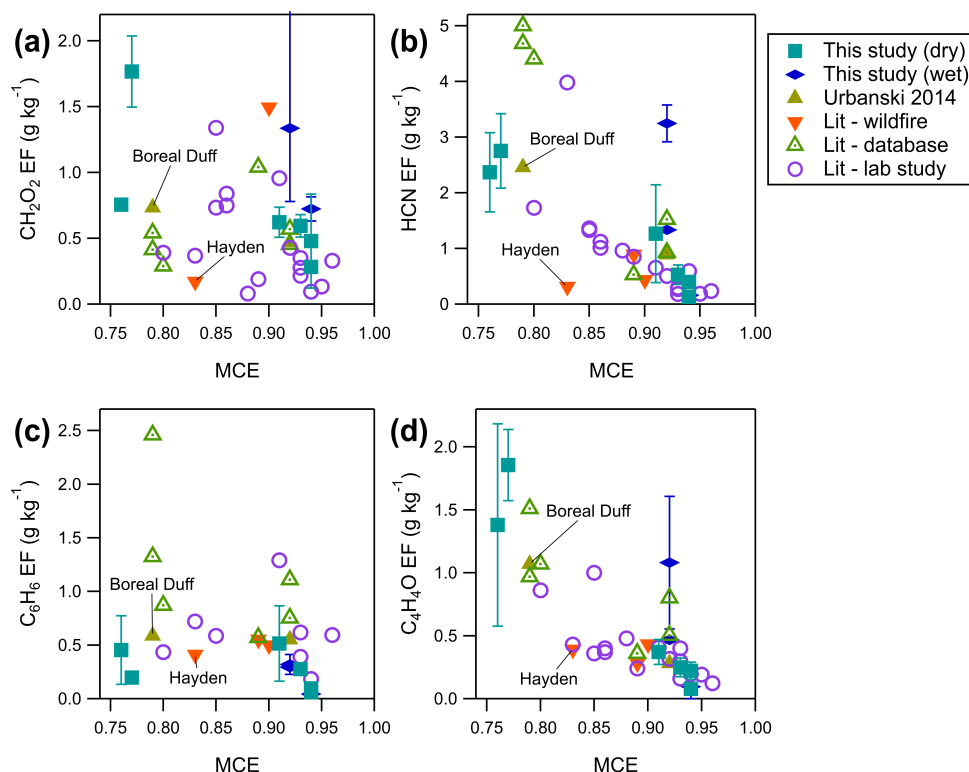 (a)
2.0
1.5
1.0
0.5
0.0
CH₂O₂ EF (g kg⁻¹)
Boreal Duff
Hayden
0.75 0.80 0.85 0.90 0.95 1.00
MCE
(b)
5
4
3
2
1
0
HCN EF (g kg⁻¹)
Boreal Duff
Hayden
0.75 0.80 0.85 0.90 0.95 1.00
MCE
This study (dry)
This study (wet)
Urbanski 2014
Lit - wildfire
Lit - database
Lit - lab study
(c)
2.5
2.0
1.5
1.0
0.5
0.0
C₆H₆ EF (g kg⁻¹)
Boreal Duff
Hayden
0.75 0.80 0.85 0.90 0.95 1.00
MCE
(d)
2.0
1.5
1.0
0.5
0.0
C₄H₄O EF (g kg⁻¹)
Boreal Duff
Hayden
0.75 0.80 0.85 0.90 0.95 1.00
MCE